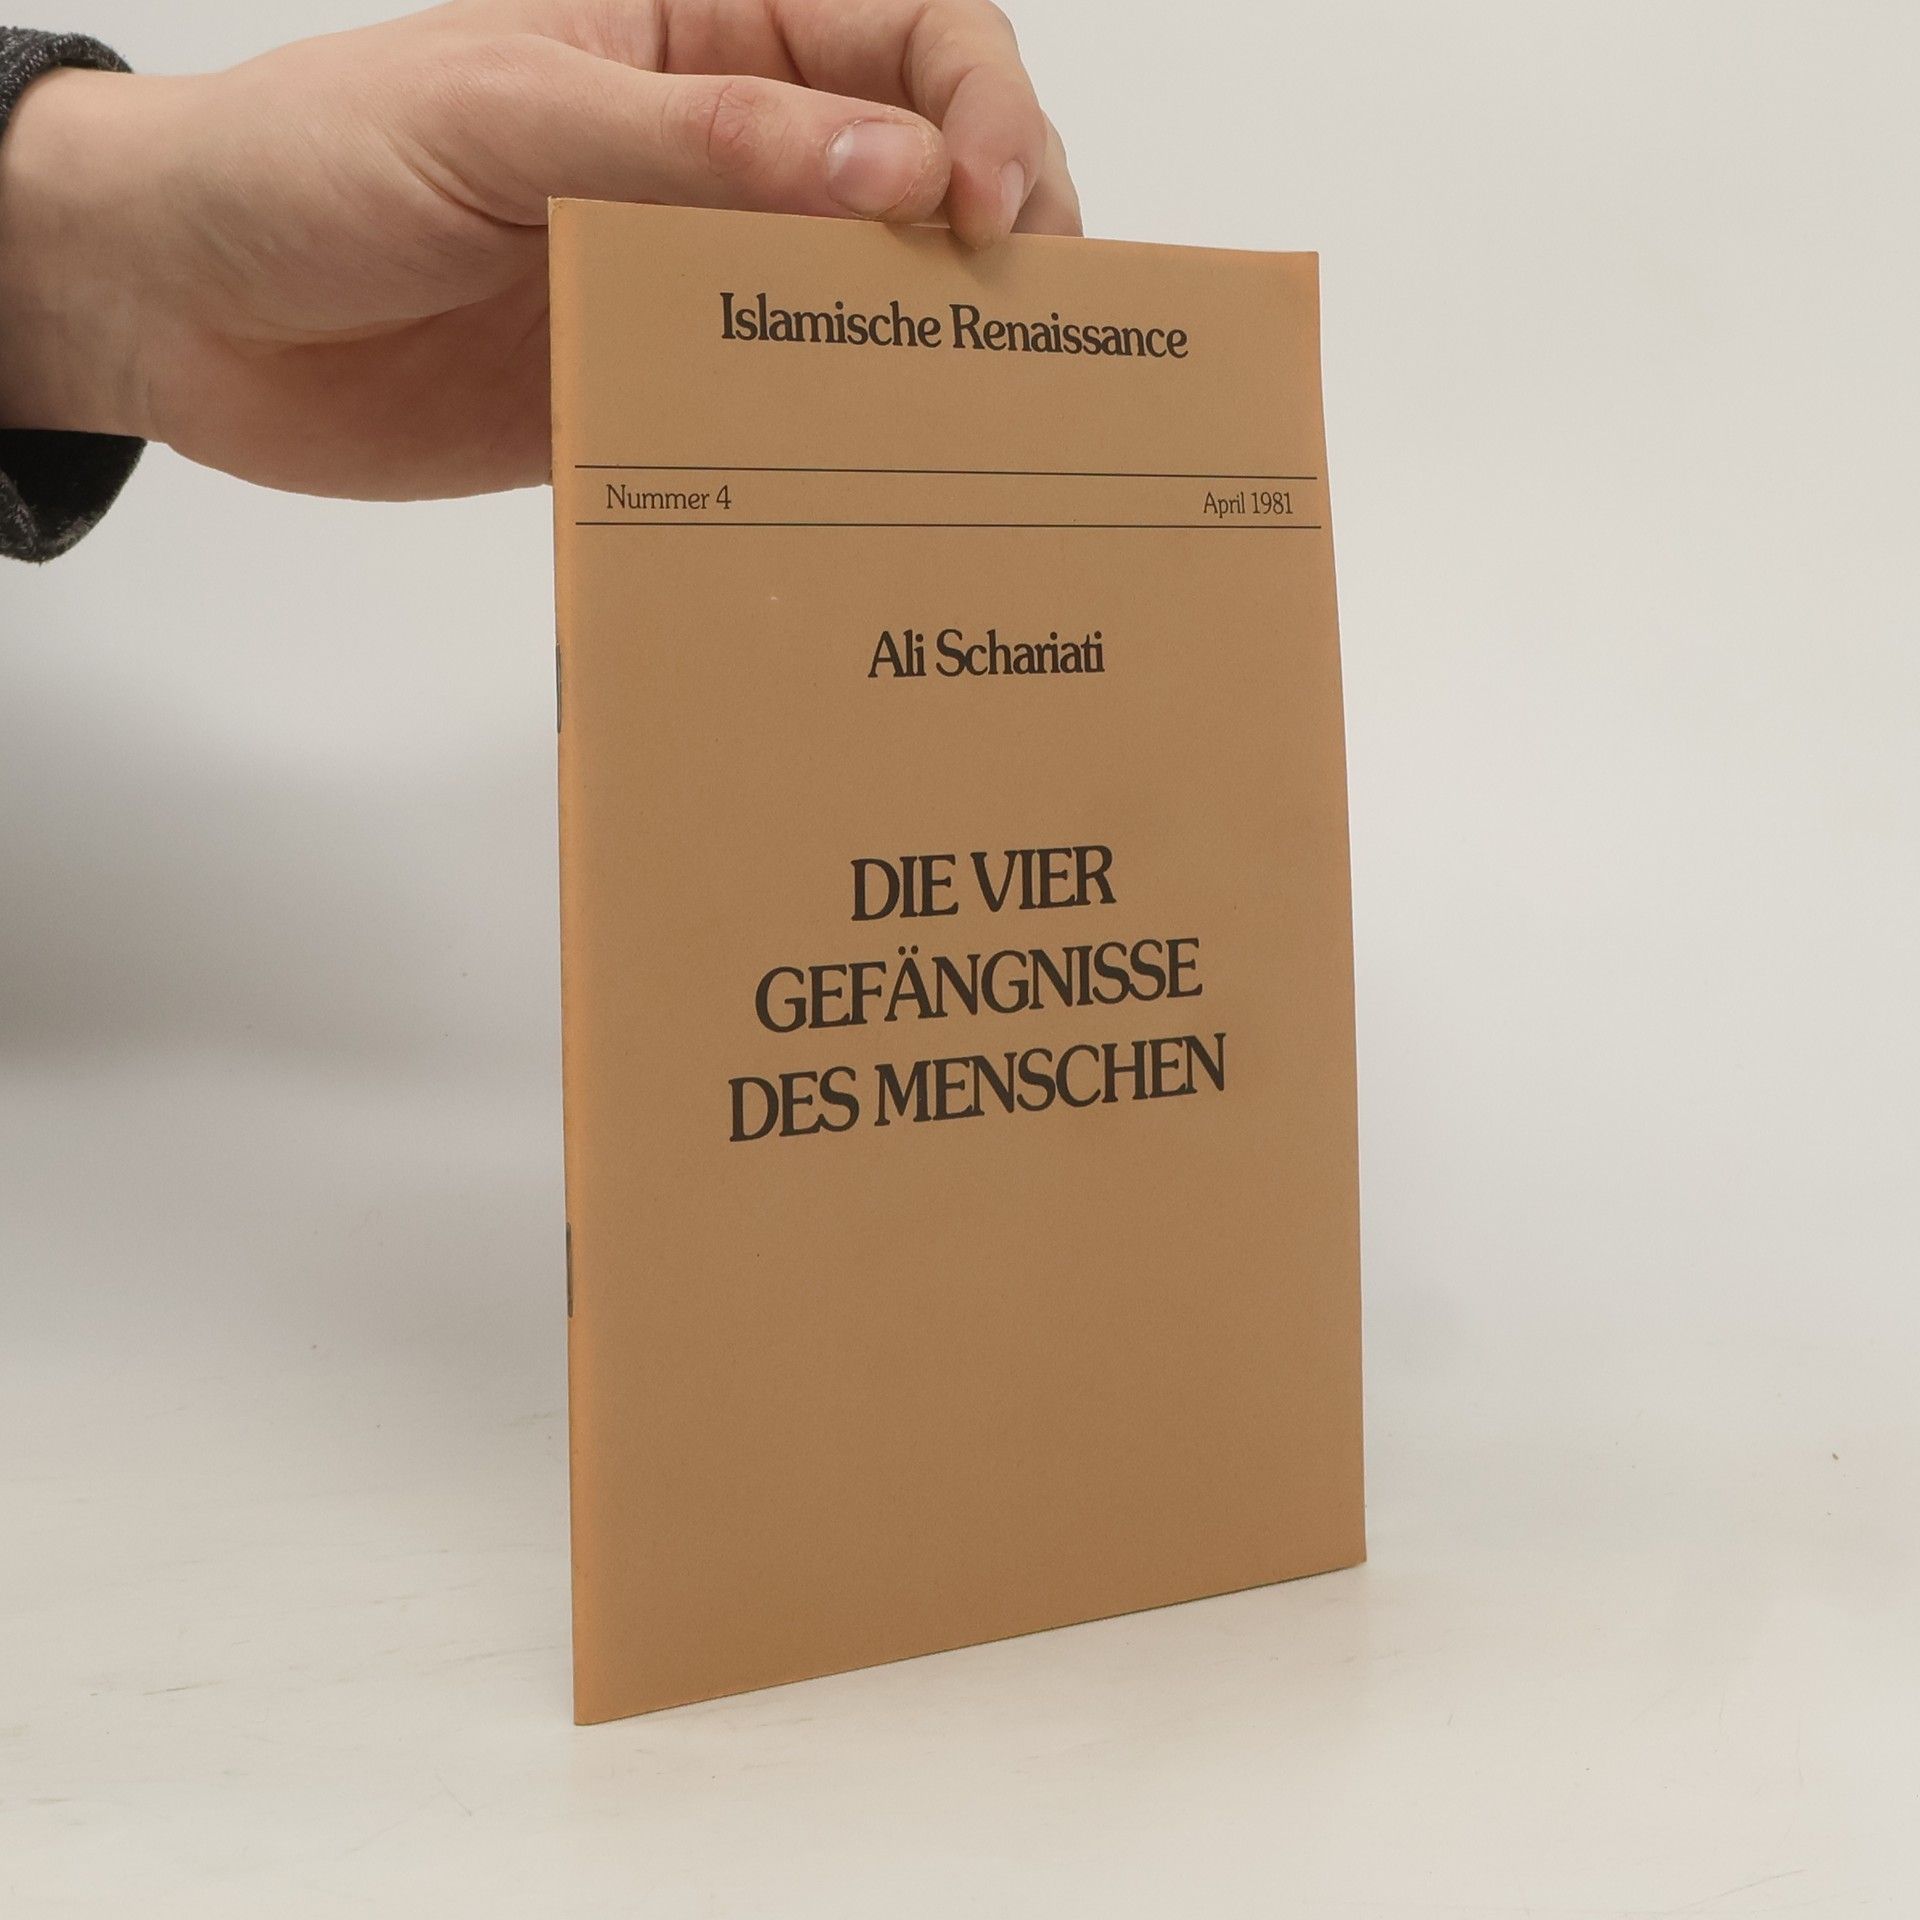 Islamische Renaissance
Nummer 4 April 1981
Ali Schariati
DIE VIER
GEFÄNGNISSE
DES MENSCHEN